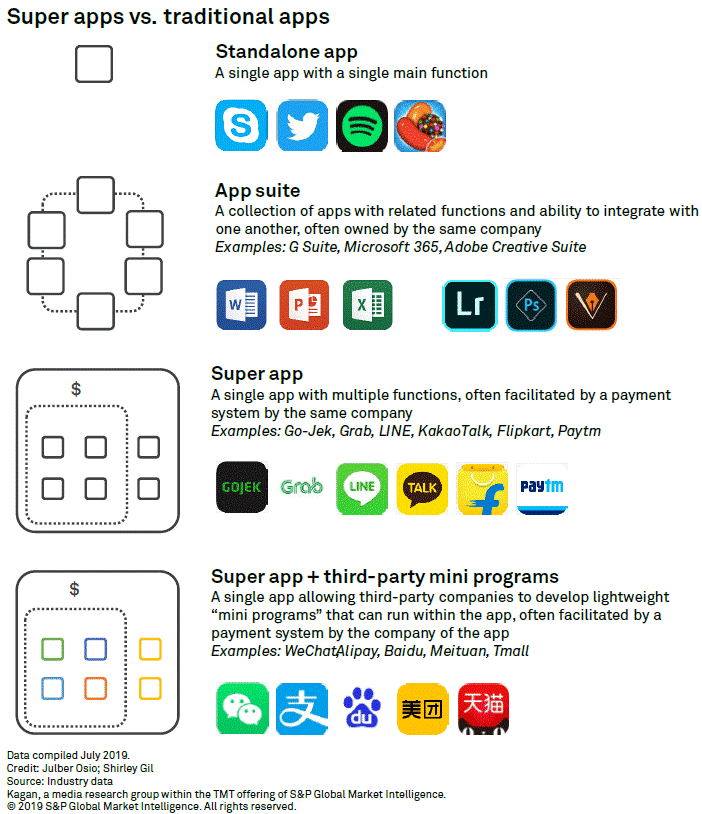 Super apps vs. traditional apps
Standalone app
A single app with a single main function
App suite
A collection of apps with related functions and ability to integrate with
one another, often owned by the same company
Examples: G Suite, Microsoft 365, Adobe Creative Suite
W
P
X
Lr
Ps
$
Super app
A single app with multiple functions, often facilitated by a payment
system by the same company
Examples: Go-Jek, Grab, LINE, KakaoTalk, Flipkart, Paytm
GOJEK
Grab
LINE
TALK
f
paytm
$
Super app + third-party mini programs
A single app allowing third-party companies to develop lightweight
“mini programs” that can run within the app, often facilitated by a
payment system by the company of the app
Examples: WeChat,Alipay, Baidu, Meituan, Tmall
支
du
美团
天猫
Data compiled July 2019.
Credit: Julber Osio; Shirley Gil
Source: Industry data
Kagan, a media research group within the TMT offering of S&P Global Market Intelligence.
© 2019 S&P Global Market Intelligence. All rights reserved.